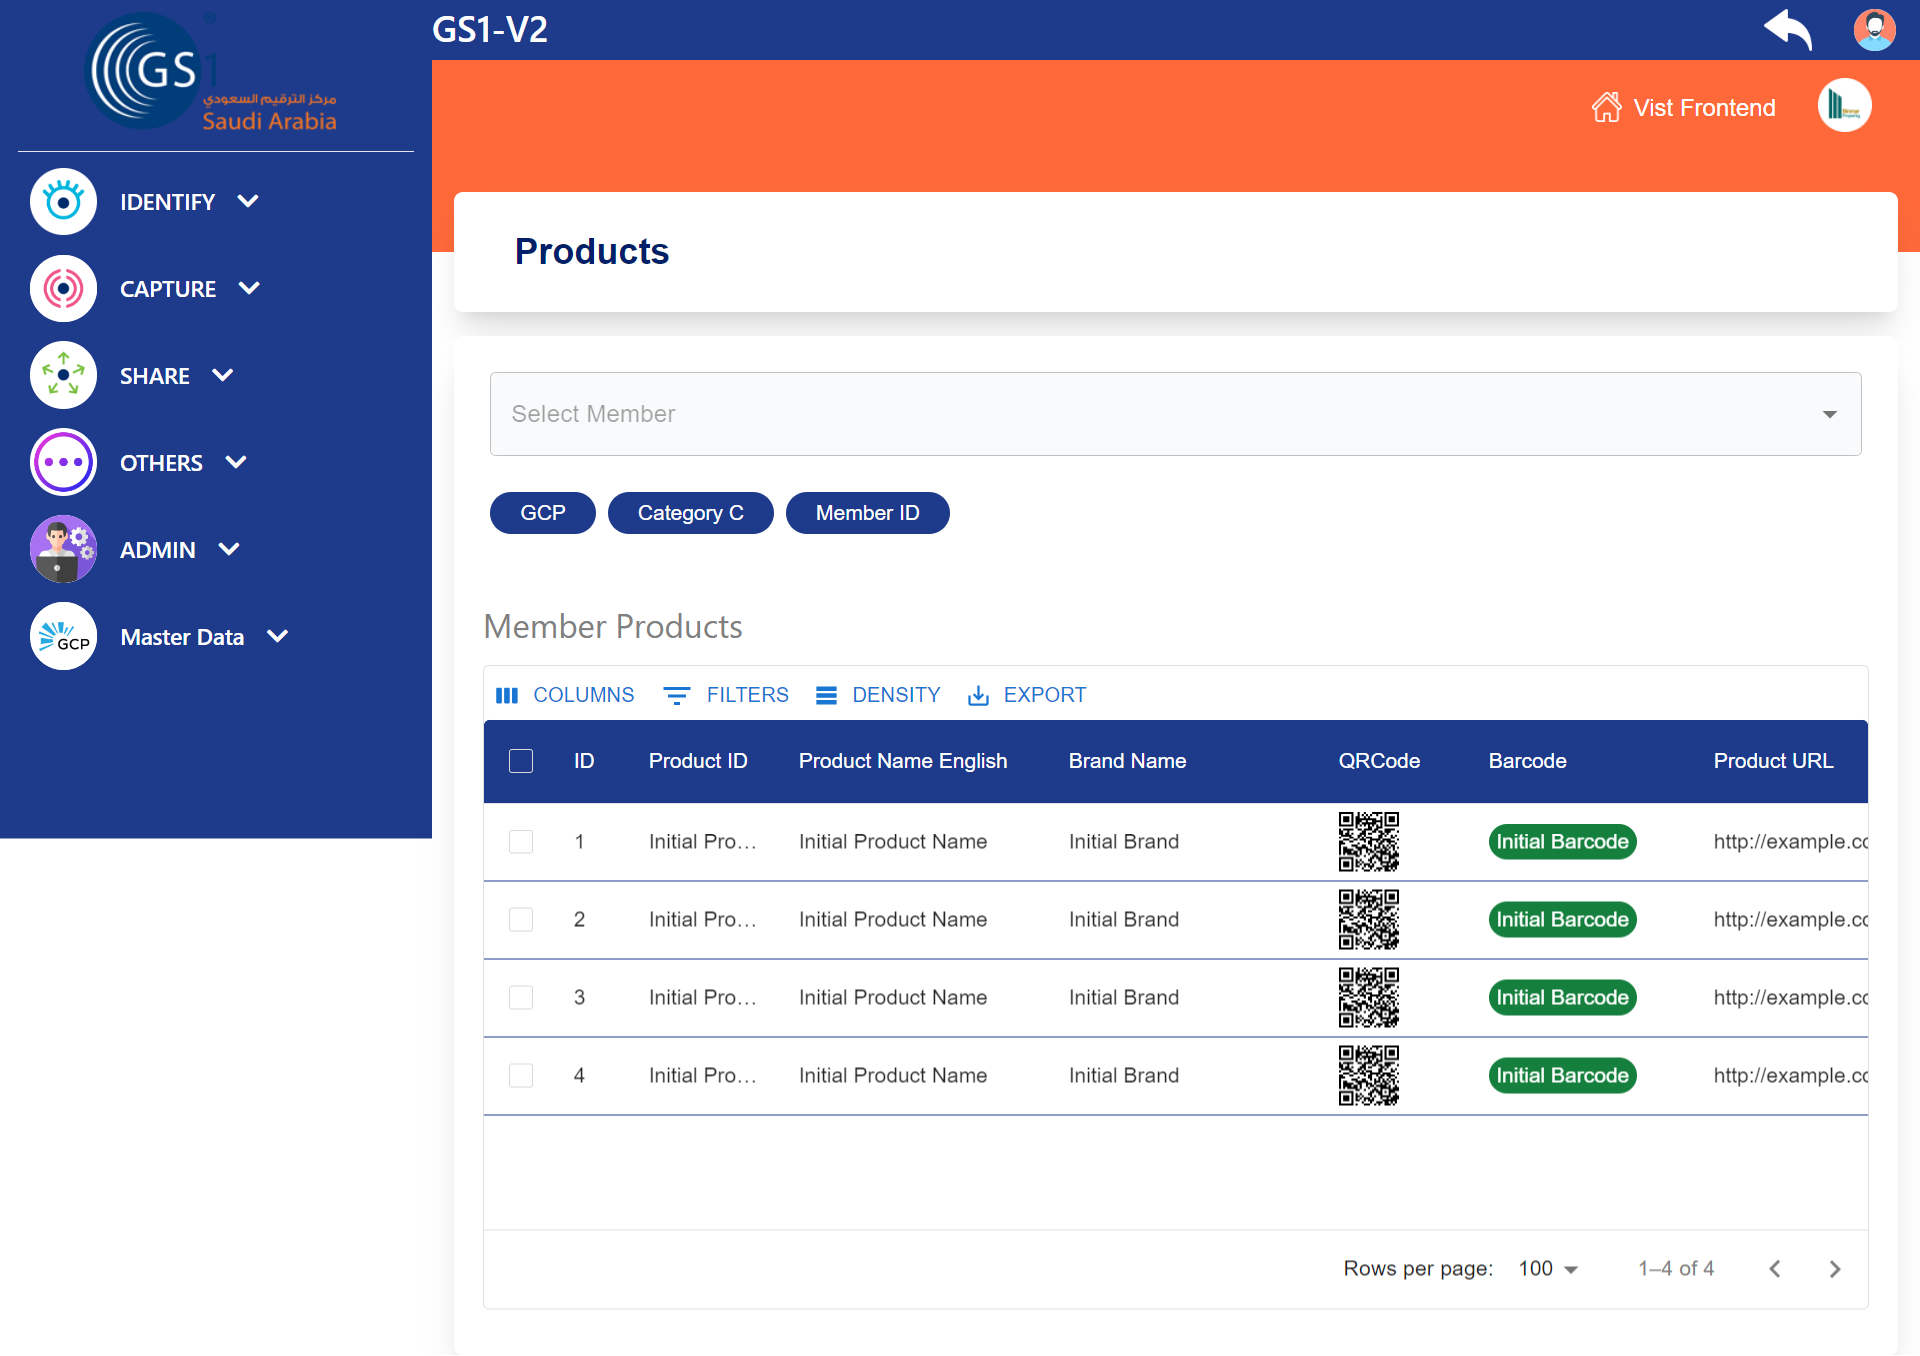 GS1
®
مركز الترقيم السعودي
Saudi Arabia
IDENTIFY
CAPTURE
SHARE
OTHERS
ADMIN
GCP
Master Data
GS1-V2
Vist Frontend
Products
Select Member
GCP
Category C
Member ID
Member Products
COLUMNS
FILTERS
DENSITY
EXPORT
ID Product ID Product Name English Brand Name QRCode Barcode Product URL
1 Initial Pro… Initial Product Name Initial Brand Initial Barcode http://example.co
2 Initial Pro… Initial Product Name Initial Brand Initial Barcode http://example.co
3 Initial Pro… Initial Product Name Initial Brand Initial Barcode http://example.co
4 Initial Pro… Initial Product Name Initial Brand Initial Barcode http://example.co
Rows per page: 100 1–4 of 4